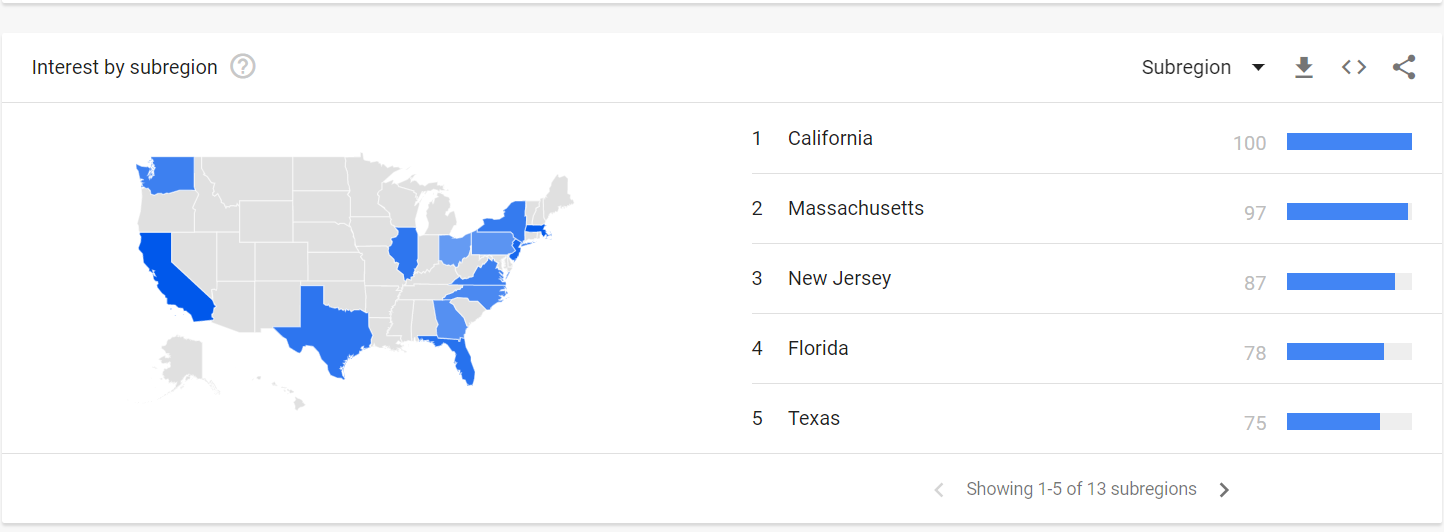 Interest by subregion ?
Subregion
1 California 100
2 Massachusetts 97
3 New Jersey 87
4 Florida 78
5 Texas 75
Showing 1-5 of 13 subregions